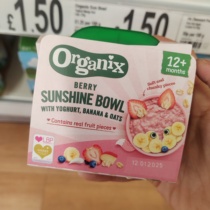 £1.50
1.50
Organix
12+
months
BERRY
SUNSHINE BOWL
WITH YOGHURT, BANANA & OATS
Contains real fruit pieces